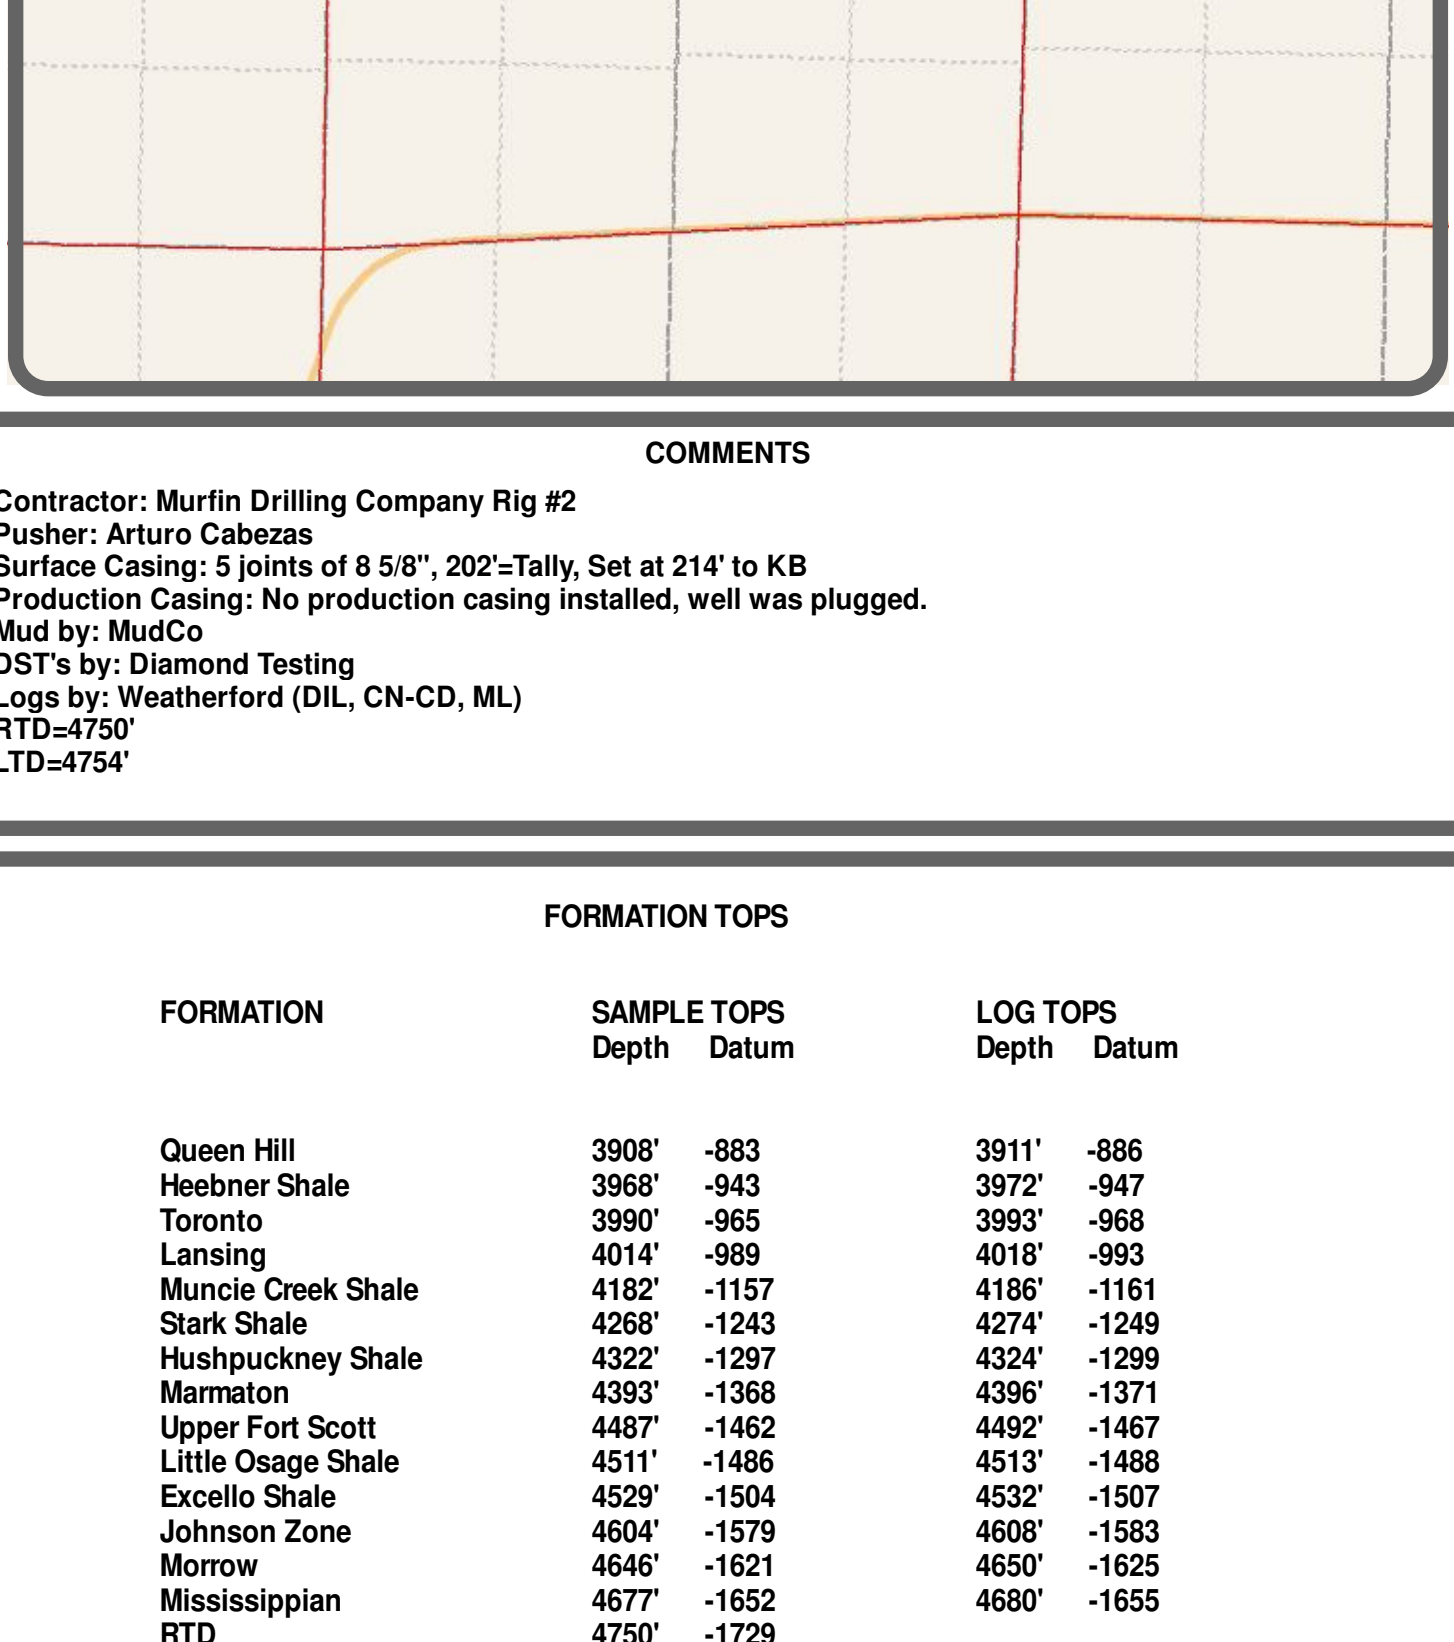 COMMENTS
Contractor: Murfin Drilling Company Rig #2
Pusher: Arturo Cabezas
Surface Casing: 5 joints of 8 5/8", 202'=Tally, Set at 214' to KB
Production Casing: No production casing installed, well was plugged.
Mud by: MudCo
DST's by: Diamond Testing
Logs by: Weatherford (DIL, CN-CD, ML)
RTD=4750'
LTD=4754'
FORMATION TOPS
FORMATION SAMPLE TOPS LOG TOPS
Depth Datum Depth Datum
Queen Hill 3908' -883 3911' -886
Heebner Shale 3968' -943 3972' -947
Toronto 3990' -965 3993' -968
Lansing 4014' -989 4018' -993
Muncie Creek Shale 4182' -1157 4186' -1161
Stark Shale 4268' -1243 4274' -1249
Hushpuckney Shale 4322' -1297 4324' -1299
Marmaton 4393' -1368 4396' -1371
Upper Fort Scott 4487' -1462 4492' -1467
Little Osage Shale 4511' -1486 4513' -1488
Excello Shale 4529' -1504 4532' -1507
Johnson Zone 4604' -1579 4608' -1583
Morrow 4646' -1621 4650' -1625
Mississippian 4677' -1652 4680' -1655
RTD 4750' -1729